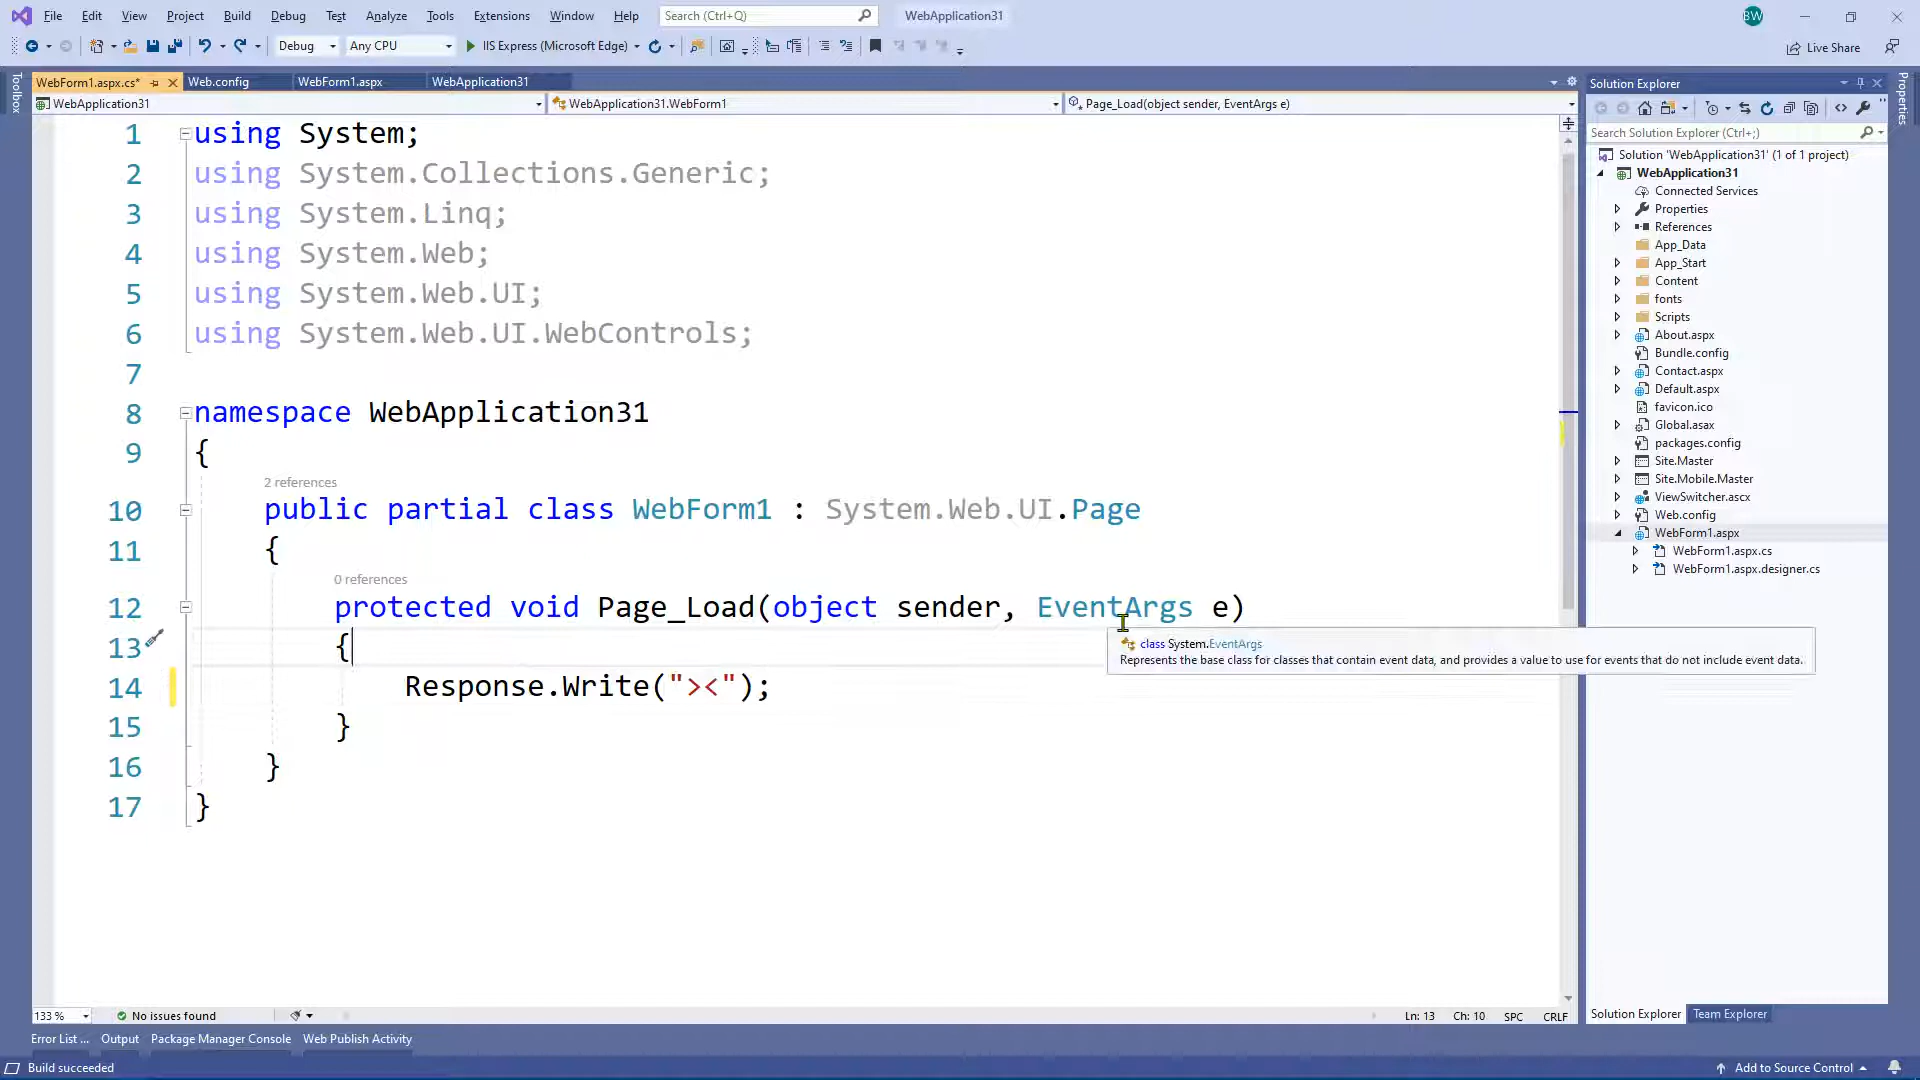 File Edit View Project Build Debug Test Analyze Tools Extensions Window Help Search (Ctrl+Q) WebApplication31 BW
Debug Any CPU IIS Express (Microsoft Edge) Live Share
Toolbox
WebForm1.aspx.cs* Web.config WebForm1.aspx WebApplication31
WebApplication31 WebApplication31.WebForm1 Page_Load(object sender, EventArgs e)
1 using System;
2 using System.Collections.Generic;
3 using System.Linq;
4 using System.Web;
5 using System.Web.UI;
6 using System.Web.UI.WebControls;
7
8 namespace WebApplication31
9 {
2 references
10 public partial class WebForm1 : System.Web.UI.Page
11 {
0 references
12 protected void Page_Load(object sender, EventArgs e)
13 {
class System.EventArgs
Represents the base class for classes that contain event data, and provides a value to use for events that do not include event data.
14 Response.Write("><");
15 }
16 }
17 }
133 % No issues found Ln: 13 Ch: 10 SPC CRLF
Solution Explorer
Properties
Search Solution Explorer (Ctrl+;)
Solution 'WebApplication31' (1 of 1 project)
WebApplication31
Connected Services
Properties
References
App_Data
App_Start
Content
fonts
Scripts
About.aspx
Bundle.config
Contact.aspx
Default.aspx
favicon.ico
Global.asax
packages.config
Site.Master
Site.Mobile.Master
ViewSwitcher.ascx
Web.config
WebForm1.aspx
WebForm1.aspx.cs
WebForm1.aspx.designer.cs
Solution Explorer Team Explorer
Error List ... Output Package Manager Console Web Publish Activity
Build succeeded Add to Source Control